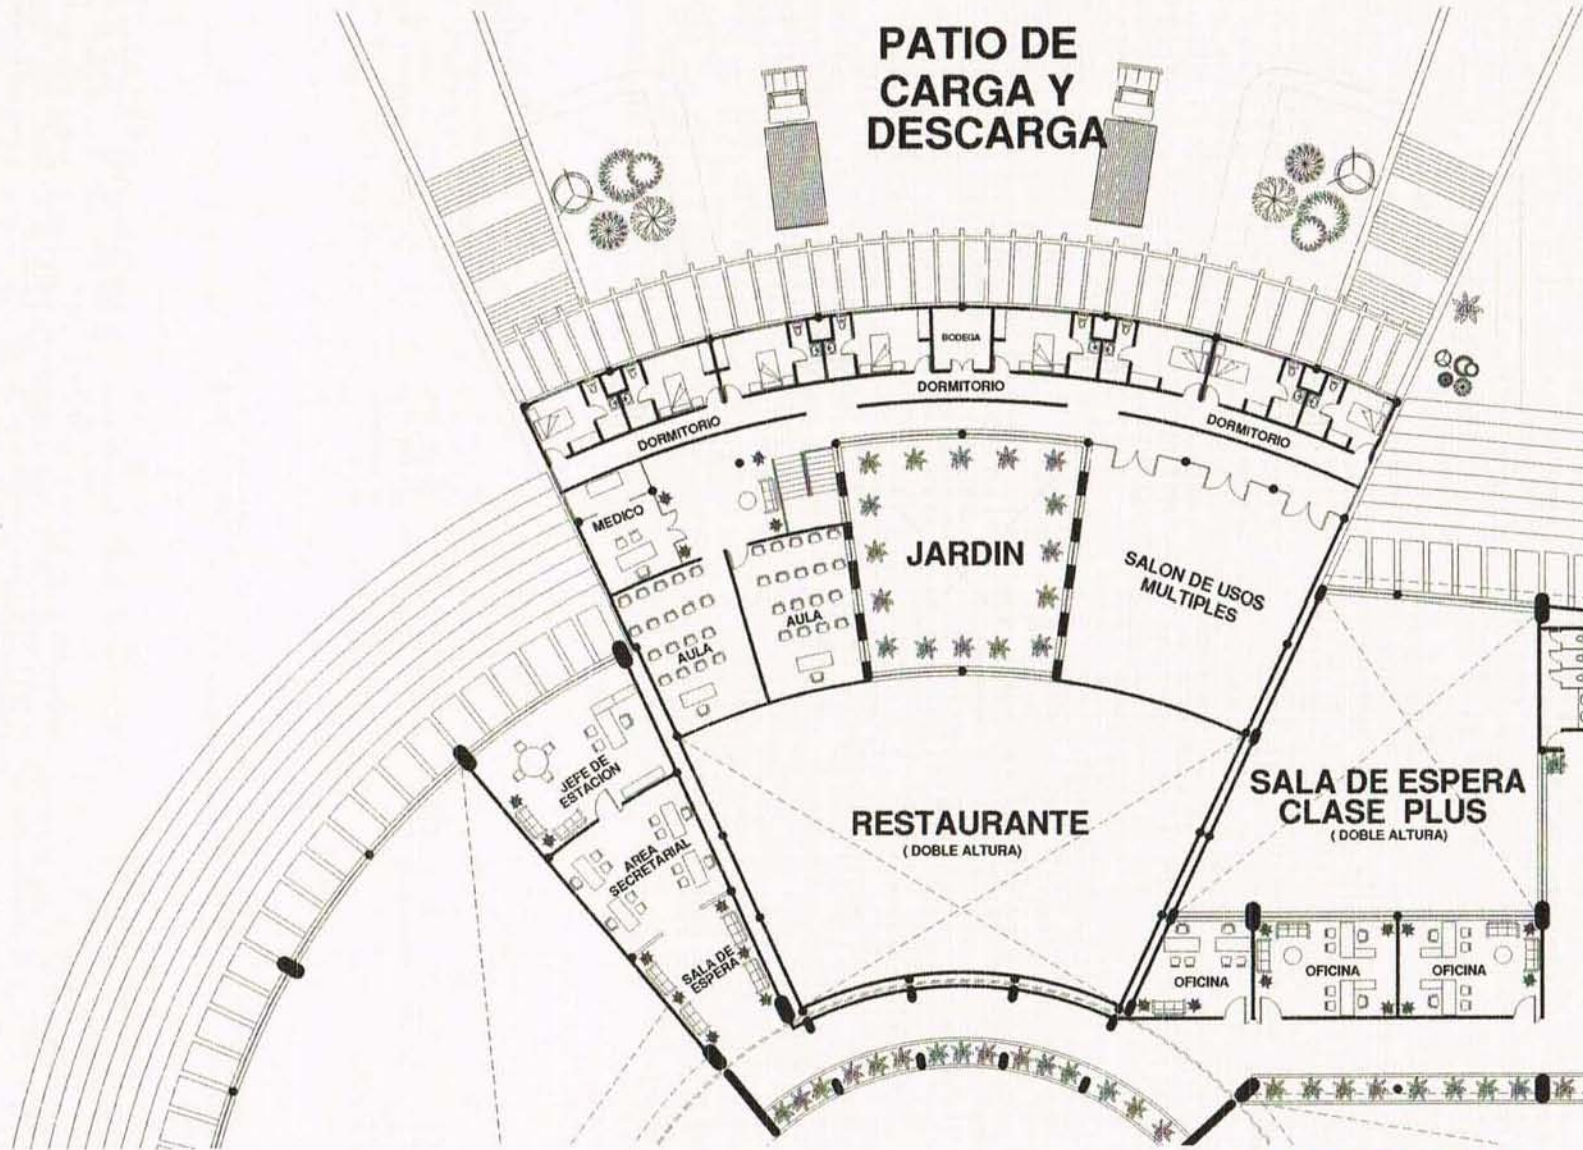 PATIO DE
CARGA Y
DESCARGA
BODEGA
DORMITORIO
DORMITORIO
DORMITORIO
MEDICO
JARDIN
SALON DE USOS
MULTIPLES
AULA
AULA
JEFE DE
ESTACION
SALA DE ESPERA
CLASE PLUS
( DOBLE ALTURA)
RESTAURANTE
( DOBLE ALTURA)
AREA
SECRETARIAL
SALA DE
ESPERA
OFICINA
OFICINA
OFICINA